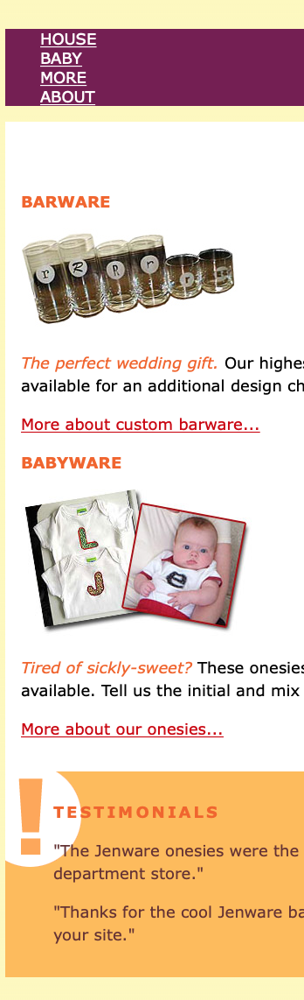 HOUSE
BABY
MORE
ABOUT
BARWARE
r R R r r
The perfect wedding gift. Our highes
available for an additional design ch
More about custom barware...
BABYWARE
L
J
e
Tired of sickly-sweet? These onesies
available. Tell us the initial and mix
More about our onesies...
!
TESTIMONIALS
"The Jenware onesies were the
department store."
"Thanks for the cool Jenware ba
your site."